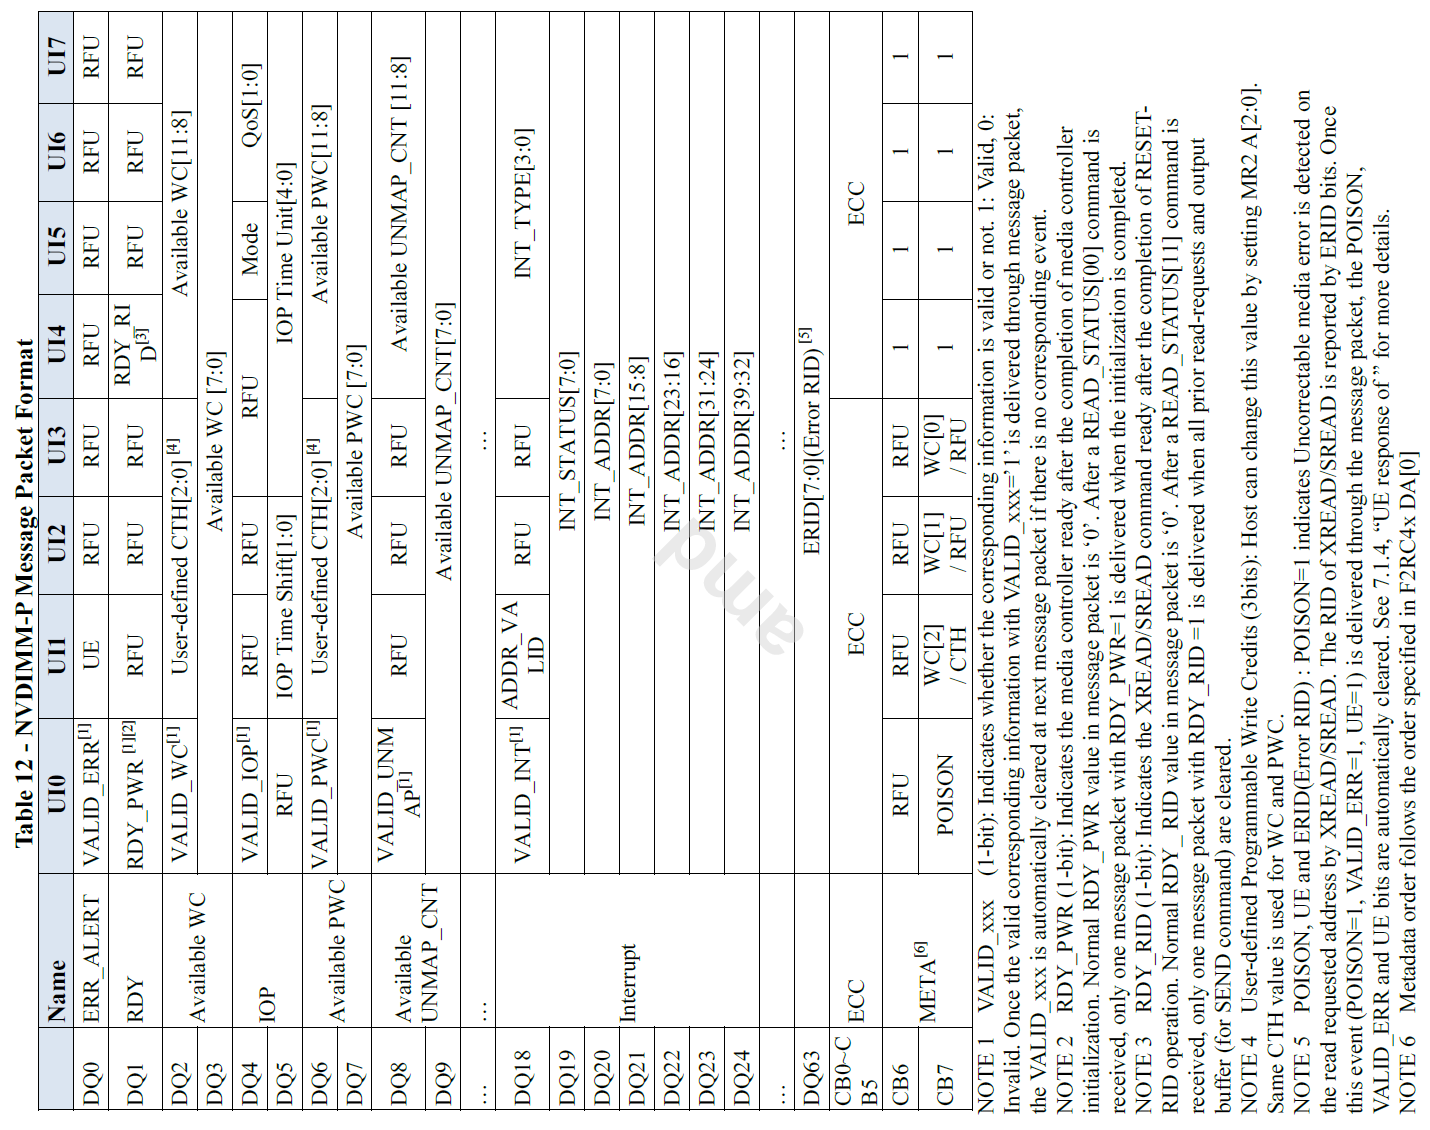 Table 12 - NVDIMM-P Message Packet Format
Name UI0 UI1 UI2 UI3 UI4 UI5 UI6 UI7
DQ0 ERR_ALERT VALID_ERR[1] UE RFU RFU RFU RFU RFU RFU
DQ1 RDY RDY_PWR [1][2] RFU RFU RFU RDY_RI D[3] RFU RFU RFU
DQ2 Available WC VALID_WC[1] User-defined CTH[2:0] [4] Available WC[11:8]
DQ3 Available WC [7:0]
DQ4 IOP VALID_IOP[1] RFU RFU RFU Mode QoS[1:0]
DQ5 RFU IOP Time Shift[1:0] IOP Time Unit[4:0]
DQ6 Available PWC VALID_PWC[1] User-defined CTH[2:0] [4] Available PWC[11:8]
DQ7 Available PWC [7:0]
DQ8 Available UNMAP_CNT VALID_UNM AP[1] RFU RFU RFU Available UNMAP_CNT [11:8]
DQ9 Available UNMAP_CNT[7:0]
... ... ...
DQ18 Interrupt VALID_INT[1] ADDR_VA LID RFU RFU INT_TYPE[3:0]
DQ19 INT_STATUS[7:0]
DQ20 INT_ADDR[7:0]
DQ21 INT_ADDR[15:8]
DQ22 INT_ADDR[23:16]
DQ23 INT_ADDR[31:24]
DQ24 INT_ADDR[39:32]
... ...
DQ63 ERID[7:0](Error RID) [5]
CB0~C B5 ECC ECC ECC
CB6 META[6] RFU RFU RFU RFU 1 1 1 1
CB7 POISON WC[2] / CTH WC[1] / RFU WC[0] / RFU 1 1 1 1
NOTE 1 VALID_xxx (1-bit): Indicates whether the corresponding information is valid or not. 1: Valid, 0:
Invalid. Once the valid corresponding information with VALID_xxx='1' is delivered through message packet,
the VALID_xxx is automatically cleared at next message packet if there is no corresponding event.
NOTE 2 RDY_PWR (1-bit): Indicates the media controller ready after the completion of media controller
initialization. Normal RDY_PWR value in message packet is '0'. After a READ_STATUS[00] command is
received, only one message packet with RDY_PWR=1 is delivered when the initialization is completed.
NOTE 3 RDY_RID (1-bit): Indicates the XREAD/SREAD command ready after the completion of RESET-
RID operation. Normal RDY_ RID value in message packet is '0'. After a READ_STATUS[11] command is
received, only one message packet with RDY_RID =1 is delivered when all prior read-requests and output
buffer (for SEND command) are cleared.
NOTE 4 User-defined Programmable Write Credits (3bits): Host can change this value by setting MR2 A[2:0].
Same CTH value is used for WC and PWC.
NOTE 5 POISON, UE and ERID(Error RID) : POISON=1 indicates Uncorrectable media error is detected on
the read requested address by XREAD/SREAD. The RID of XREAD/SREAD is reported by ERID bits. Once
this event (POISON=1, VALID_ERR=1, UE=1) is delivered through the message packet, the POISON,
VALID_ERR and UE bits are automatically cleared. See 7.1.4, “UE response of ” for more details.
NOTE 6 Metadata order follows the order specified in F2RC4x DA[0]
amd